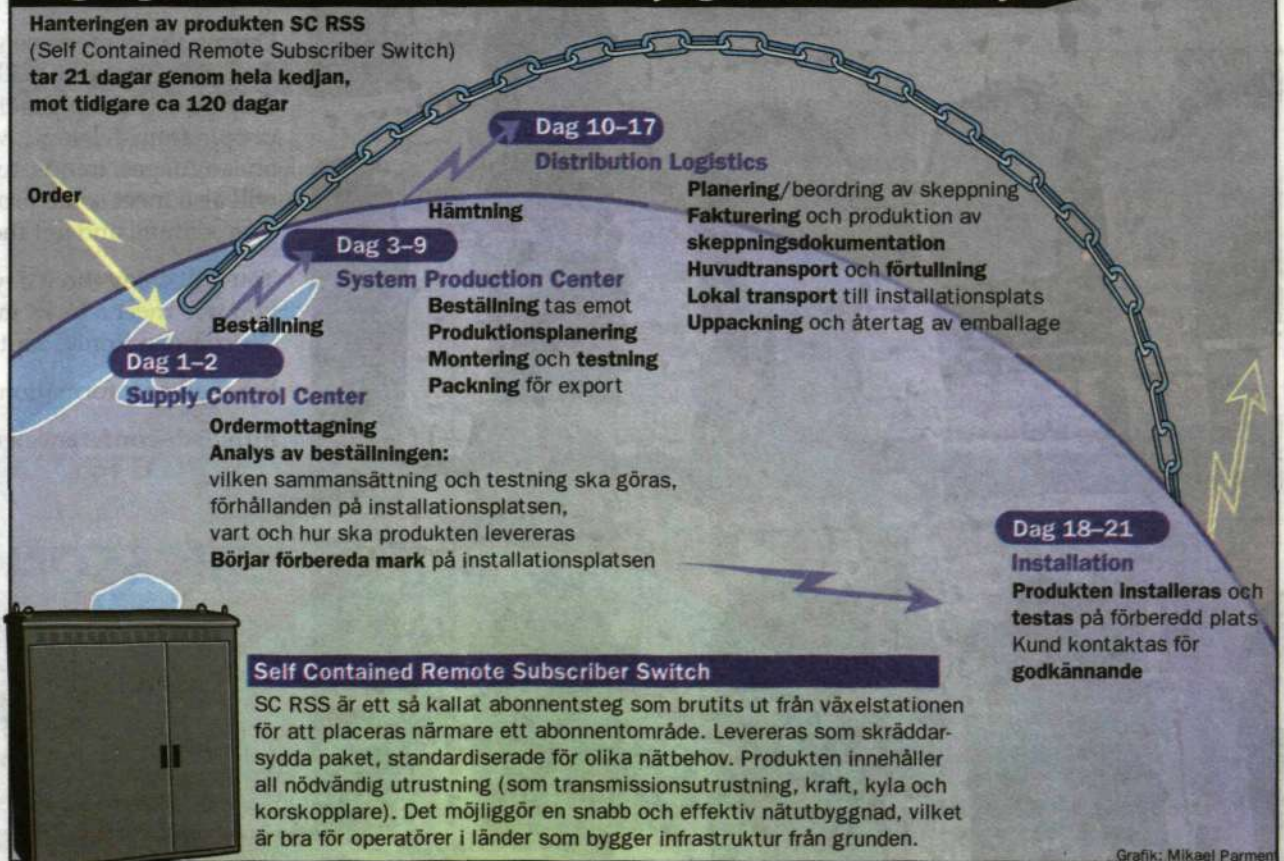 Hanteringen av produkten SC RSS
(Self Contained Remote Subscriber Switch)
tar 21 dagar genom hela kedjan,
mot tidigare ca 120 dagar
Order
Beställning
Dag 1–2
Supply Control Center
Ordermottagning
Analys av beställningen:
vilken sammansättning och testning ska göras,
förhållanden på installationsplatsen,
vart och hur ska produkten levereras
Börjar förbereda mark på installationsplatsen
Hämtning
Dag 3–9
System Production Center
Beställning tas emot
Produktionsplanering
Montering och testning
Packning för export
Dag 10–17
Distribution Logistics
Planering/beordring av skeppning
Fakturering och produktion av
skeppningsdokumentation
Huvudtransport och förtullning
Lokal transport till installationsplats
Uppackning och återtag av emballage
Dag 18–21
Installation
Produkten installeras och
testas på förberedd plats
Kund kontaktas för
godkännande
Self Contained Remote Subscriber Switch
SC RSS är ett så kallat abonnentsteg som brutits ut från växelstationen
för att placeras närmare ett abonnentområde. Levereras som skräddar-
sydda paket, standardiserade för olika nätbehov. Produkten innehåller
all nödvändig utrustning (som transmissionsutrustning, kraft, kyla och
korskopplare). Det möjliggör en snabb och effektiv nätutbyggnad, vilket
är bra för operatörer i länder som bygger infrastruktur från grunden.
Grafik: Mikael Parment